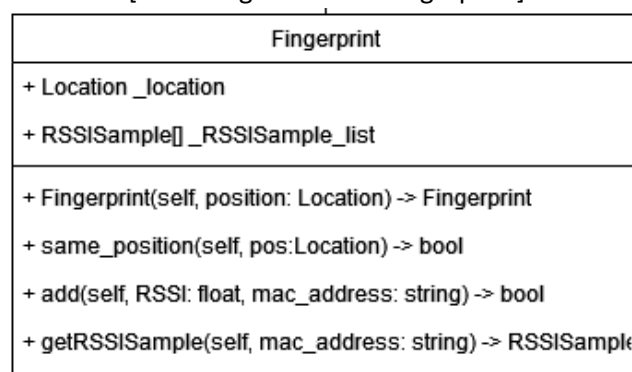 Fingerprint
+ Location _location
+ RSSISample[] _RSSISample_list
+ Fingerprint(self, position: Location) -> Fingerprint
+ same_position(self, pos:Location) -> bool
+ add(self, RSSI: float, mac_address: string) -> bool
+ getRSSISample(self, mac_address: string) -> RSSISample